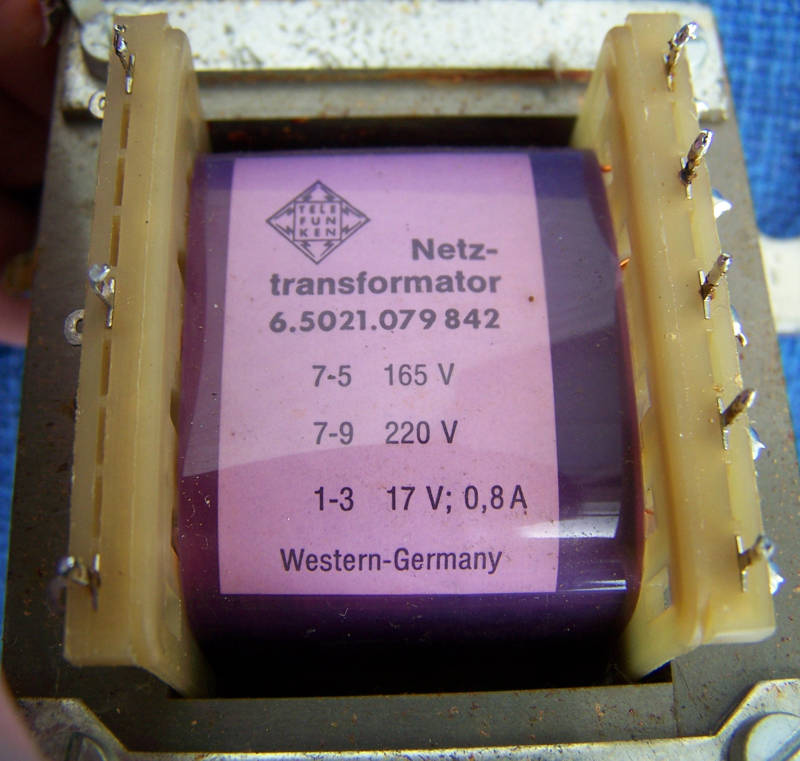 TELE
FUN
KEN
Netz-
transformator
6.5021.079 842
7-5 165 V
7-9 220 V
1-3 17 V; 0,8 A
Western-Germany